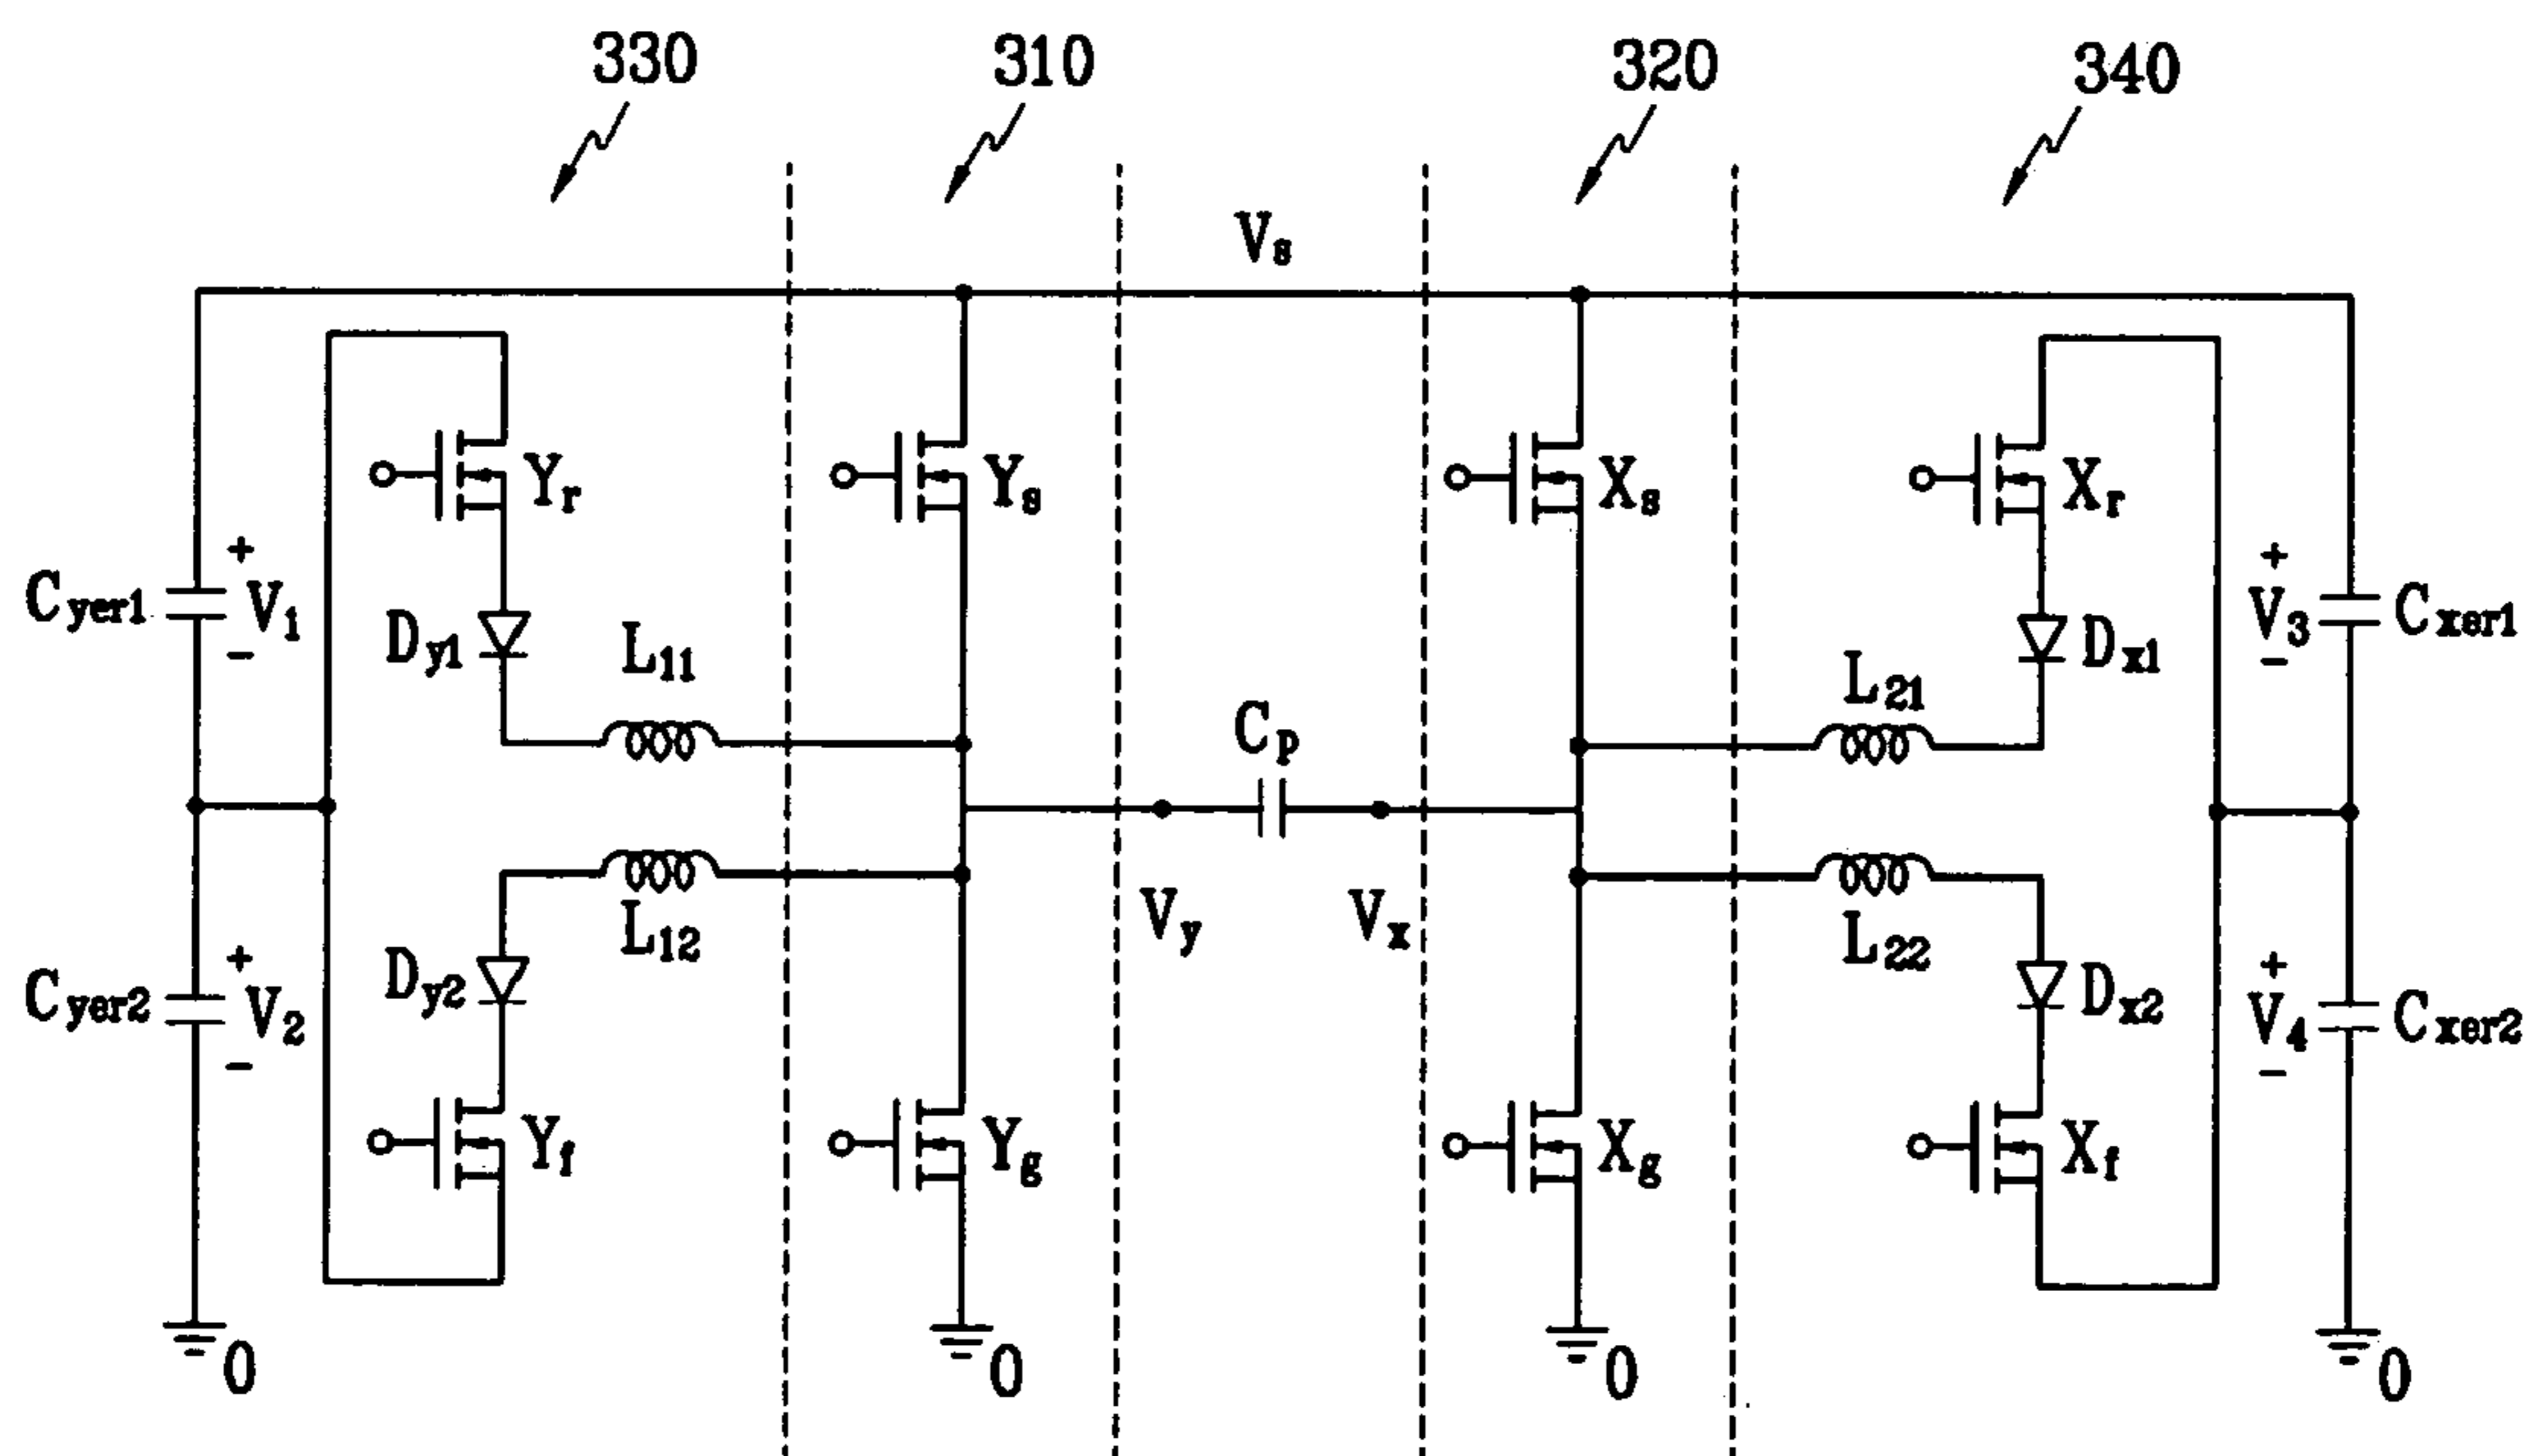 330
310
320
340
Vs
Yr
Ys
Xs
Xr
+
V1
-
Cyer1
Dy1
L11
Cp
L21
Dx1
+
V3
-
Cxer1
L12
Vy
Vx
L22
Cyer2
+
V2
-
Dy2
Dx2
+
V4
-
Cxer2
Yf
Yg
Xg
Xf
0
0
0
0